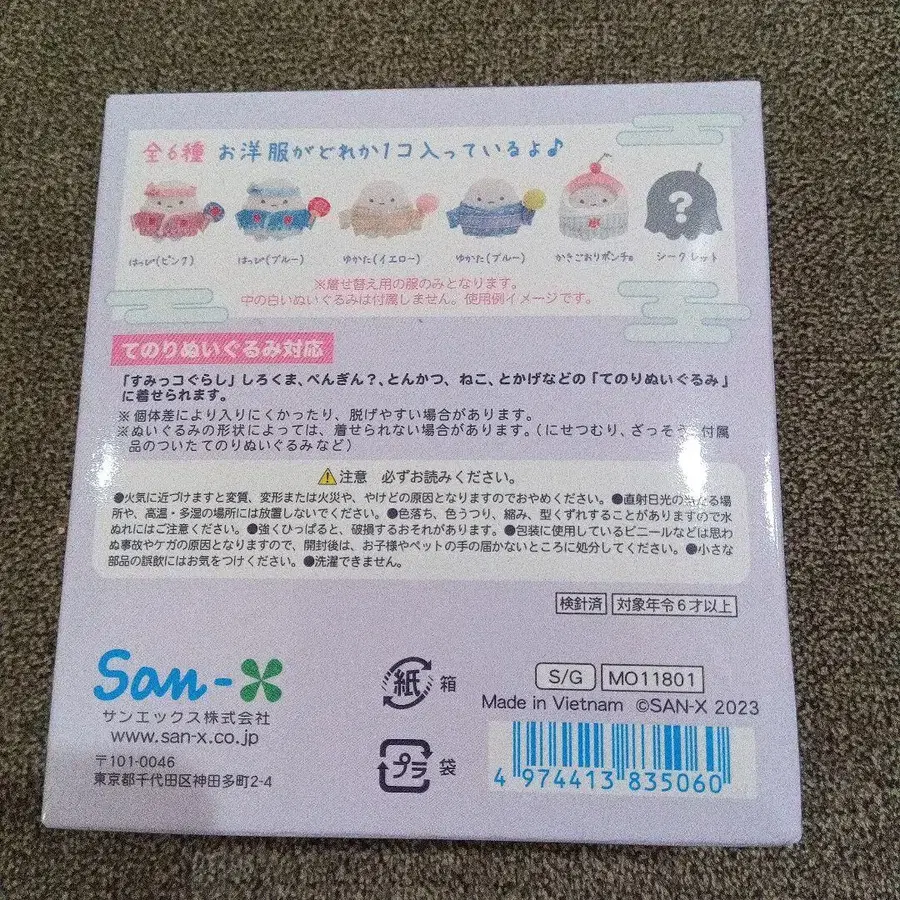 全6種 お洋服がどれか1コ入っているよ♪
はっぴ(ピンク) はっぴ(ブルー) ゆかた(イエロー) ゆかた(ブルー) かきごおりポンチョ シークレット
?
※着せ替え用の服のみとなります。
中の白いぬいぐるみは付属しません。使用例イメージです。
てのりぬいぐるみ対応
「すみっコぐらし」しろくま、ぺんぎん?、とんかつ、ねこ、とかげなどの「てのりぬいぐるみ」
に着せられます。
※個体差により入りにくかったり、脱げやすい場合があります。
※ぬいぐるみの形状によっては、着せられない場合があります。(にせつむり、ざっそう、付属
品のついたてのりぬいぐるみなど)
⚠注意 必ずお読みください。
●火気に近づけますと変質、変形または火災や、やけどの原因となりますのでおやめください。●直射日光の当たる場
所や、高温・多湿の場所には放置しないでください。●色落ち、色うつり、縮み、型くずれすることがありますので水
ぬれにはご注意ください。●強くひっぱると、破損するおそれがあります。●包装に使用しているビニールなどは思わ
ぬ事故やケガの原因となりますので、開封後は、お子様やペットの手の届かないところに処分してください。●小さな
部品の誤飲にはお気をつけください。●洗濯できません。
検針済 対象年令6才以上
San-X
サンエックス株式会社
www.san-x.co.jp
〒101-0046
東京都千代田区神田多町2-4
紙 箱
プラ 袋
S/G MO11801
Made in Vietnam ©SAN-X 2023
4 974413 835060